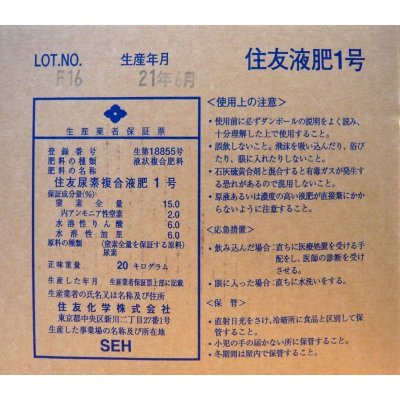 LOT.NO. 生産年月 住友液肥1号
F16 21年6月
生産業者保証票
登録番号 生第18855号
肥料の種類 液状複合肥料
肥料の名称
住友尿素複合液肥1号
保証成分量(%)
窒素全量 15.0
内アンモニア性窒素 2.0
水溶性りん酸 6.0
水溶性加里 6.0
原料の種類 (窒素全量を保証する原料)
尿素
正味重量 20 キログラム
生産した年月 生産業者保証票上部に記載
生産業者の氏名又は名称及び住所
住友化学株式会社
東京都中央区新川二丁目27番1号
生産した事業場の名称及び所在地
SEH
<使用上の注意>
・使用前に必ずダンボールの説明をよく読み、
十分理解した上で使用すること。
・誤飲しないこと。飛沫を吸い込んだり、浴び
たり、眼に入れたりしないこと。
・石灰硫黄合剤と混合すると有毒ガスが発生す
る恐れがあるので混用しないこと。
・原液あるいは濃度の高い液肥が直接葉にかか
らないように注意すること。
<応急措置>
・飲み込んだ場合:直ちに医療処置を受ける手
配をし、医師の診断を受け
ること。
・眼に入った場合:直ちに水洗いをする。
<保管>
・直射日光をさけ、冷暗所に食品と区別して保
管すること。
・小児の手の届かない所に保管すること。
・冬期間は屋内で保管すること。